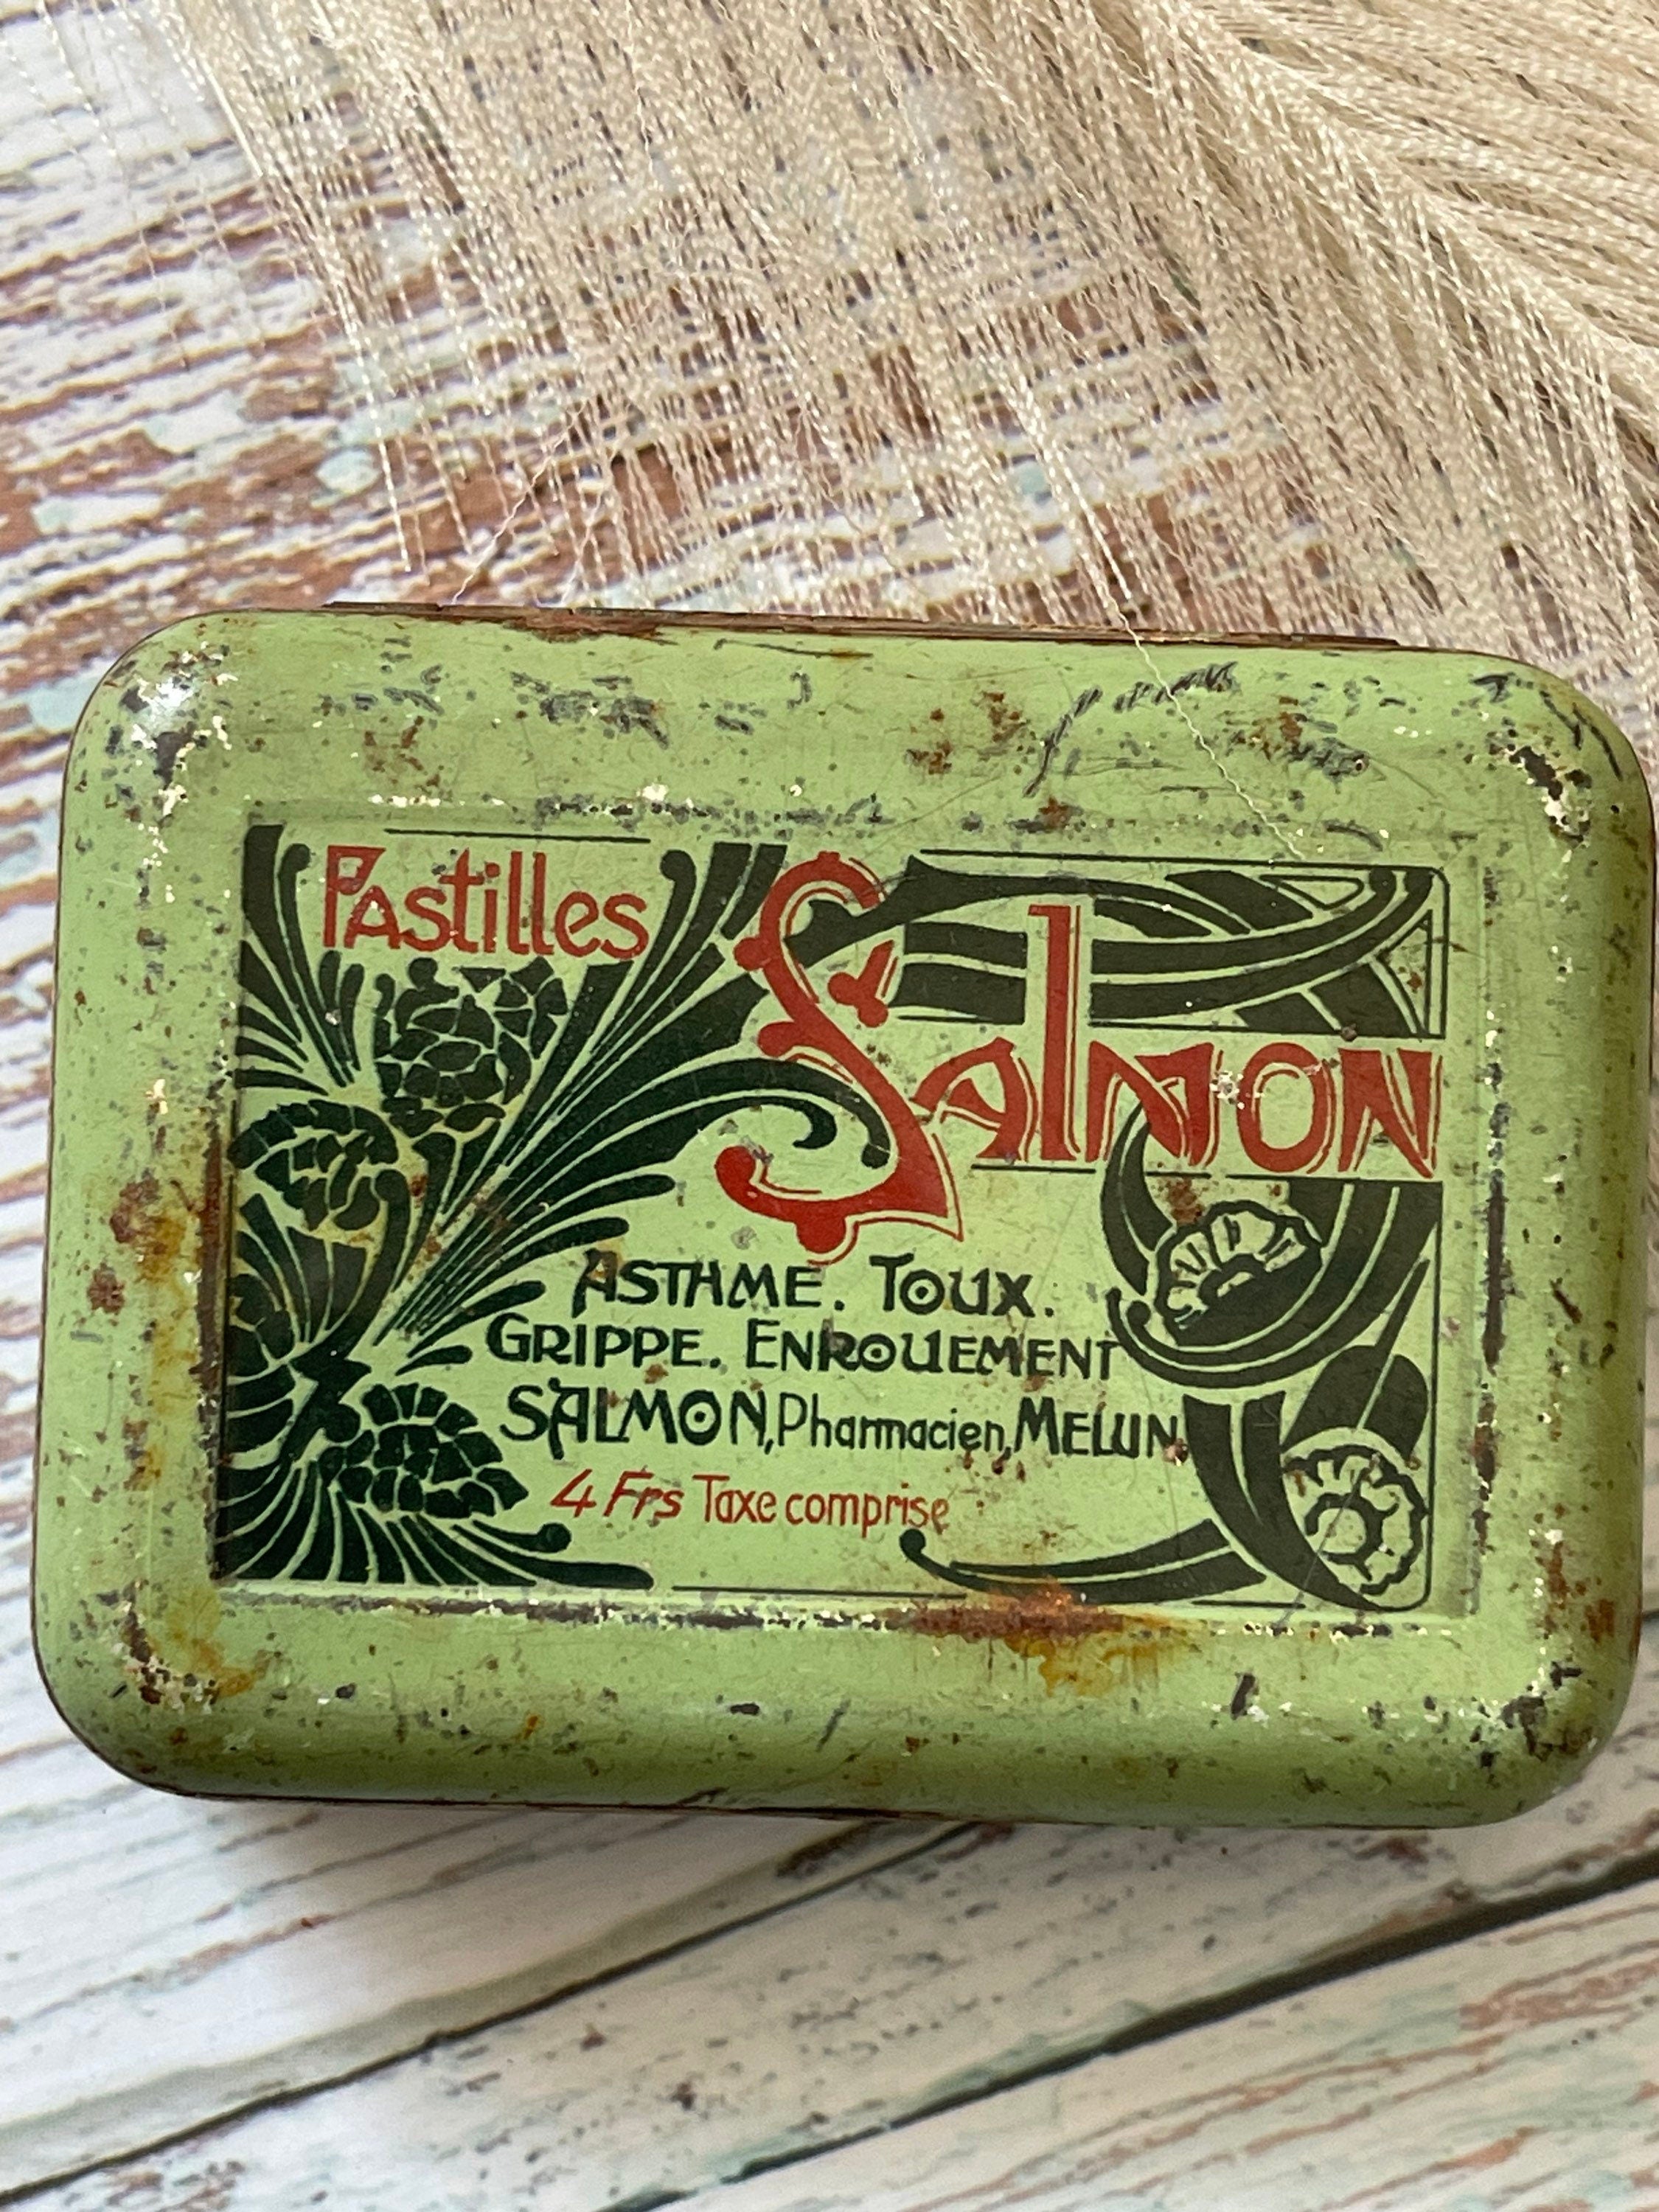 Pastilles
Salmon
ASTHME. TOUX.
GRIPPE. ENROUEMENT
SALMON, Pharmacien, MELUN
4 Frs Taxe comprise